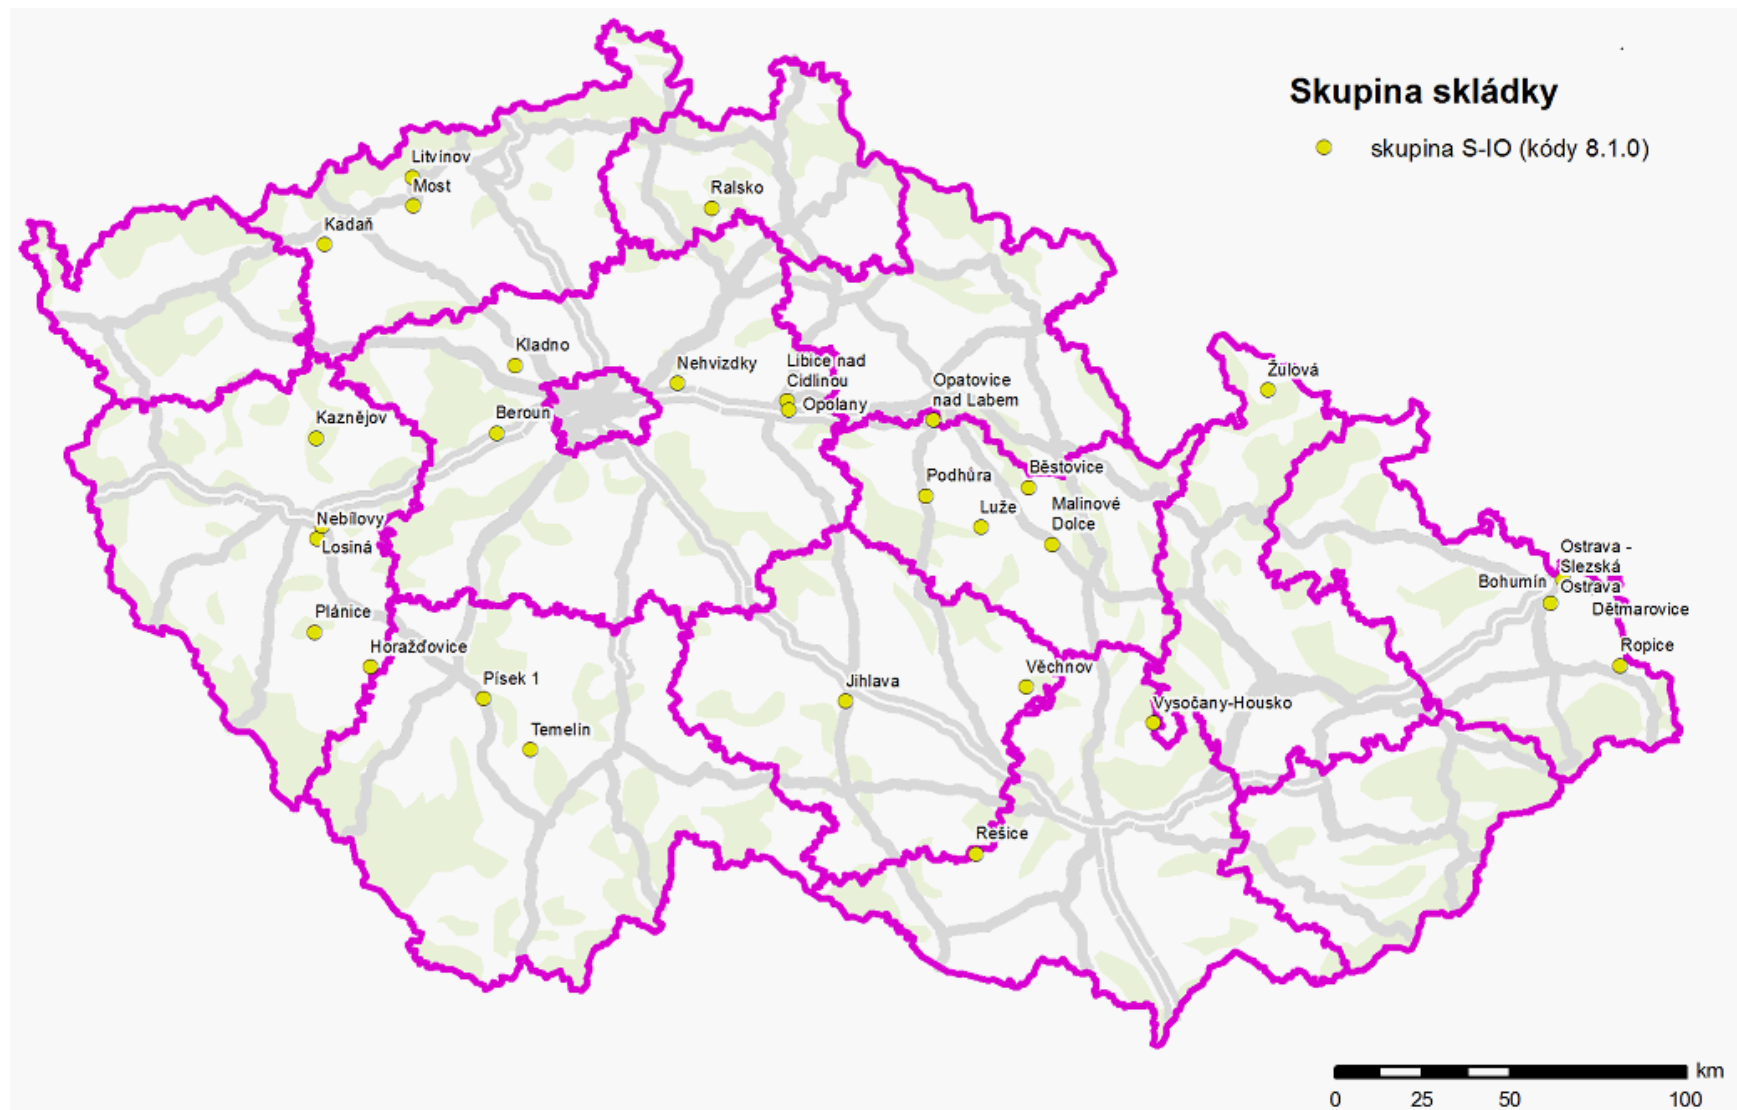 Skupina skládky
skupina S-IO (kódy 8.1.0)
Litvínov
Most
Kadaň
Ralsko
Kladno
Nehvizdky
Libice nad
Cidlinou
Opolany
Opatovice
nad Labem
Žulová
Kaznějov
Beroun
Podhůra
Běstovice
Luže
Malinové
Dolce
Nebílovy
Losiná
Ostrava -
Slezská
Ostrava
Bohumín
Dětmarovice
Plánice
Horažďovice
Ropice
Písek 1
Jihlava
Věchnov
Vysočany-Housko
Temelín
Rešice
km
0 25 50 100